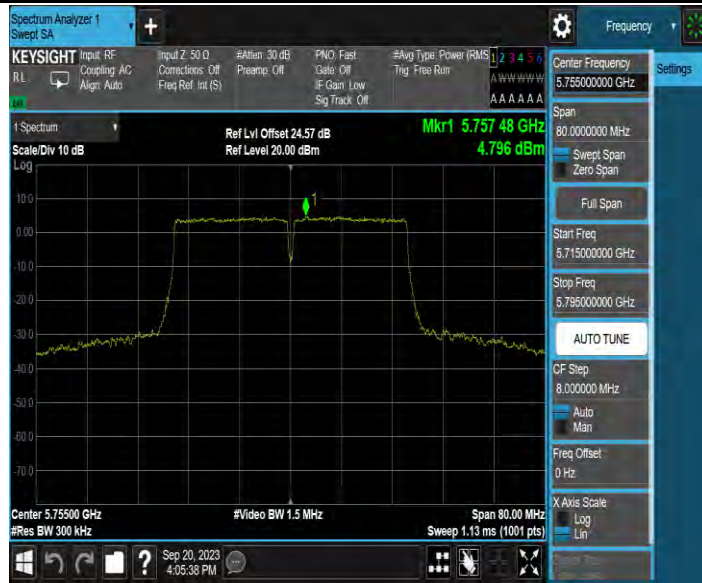 Spectrum Analyzer 1
Swept SA
+
Frequency
KEYSIGHT
RL
Input: RF
Coupling: AC
Align: Auto
Input Z: 50 Ω
Corrections: Off
Freq Ref: Int (S)
#Atten: 30 dB
Preamp: Off
PNO: Fast
Gate: Off
IF Gain: Low
Sig Track: Off
#Avg Type: Power (RMS
Trig: Free Run
1 2 3 4 5 6
A W W W W W
A A A A A A
1 Spectrum
Scale/Div 10 dB
Log
Ref Lvl Offset 24.57 dB
Ref Level 20.00 dBm
Mkr1 5.757 48 GHz
4.796 dBm
1
10.0
0.00
-10.0
-20.0
-30.0
-40.0
-50.0
-60.0
-70.0
Center 5.75500 GHz
#Res BW 300 kHz
#Video BW 1.5 MHz
Span 80.00 MHz
Sweep 1.13 ms (1001 pts)
Sep 20, 2023
4:05:38 PM
?
Center Frequency
5.755000000 GHz
Settings
Span
80.0000000 MHz
Swept Span
Zero Span
Full Span
Start Freq
5.715000000 GHz
Stop Freq
5.795000000 GHz
AUTO TUNE
CF Step
8.000000 MHz
Auto
Man
Freq Offset
0 Hz
X Axis Scale
Log
Lin